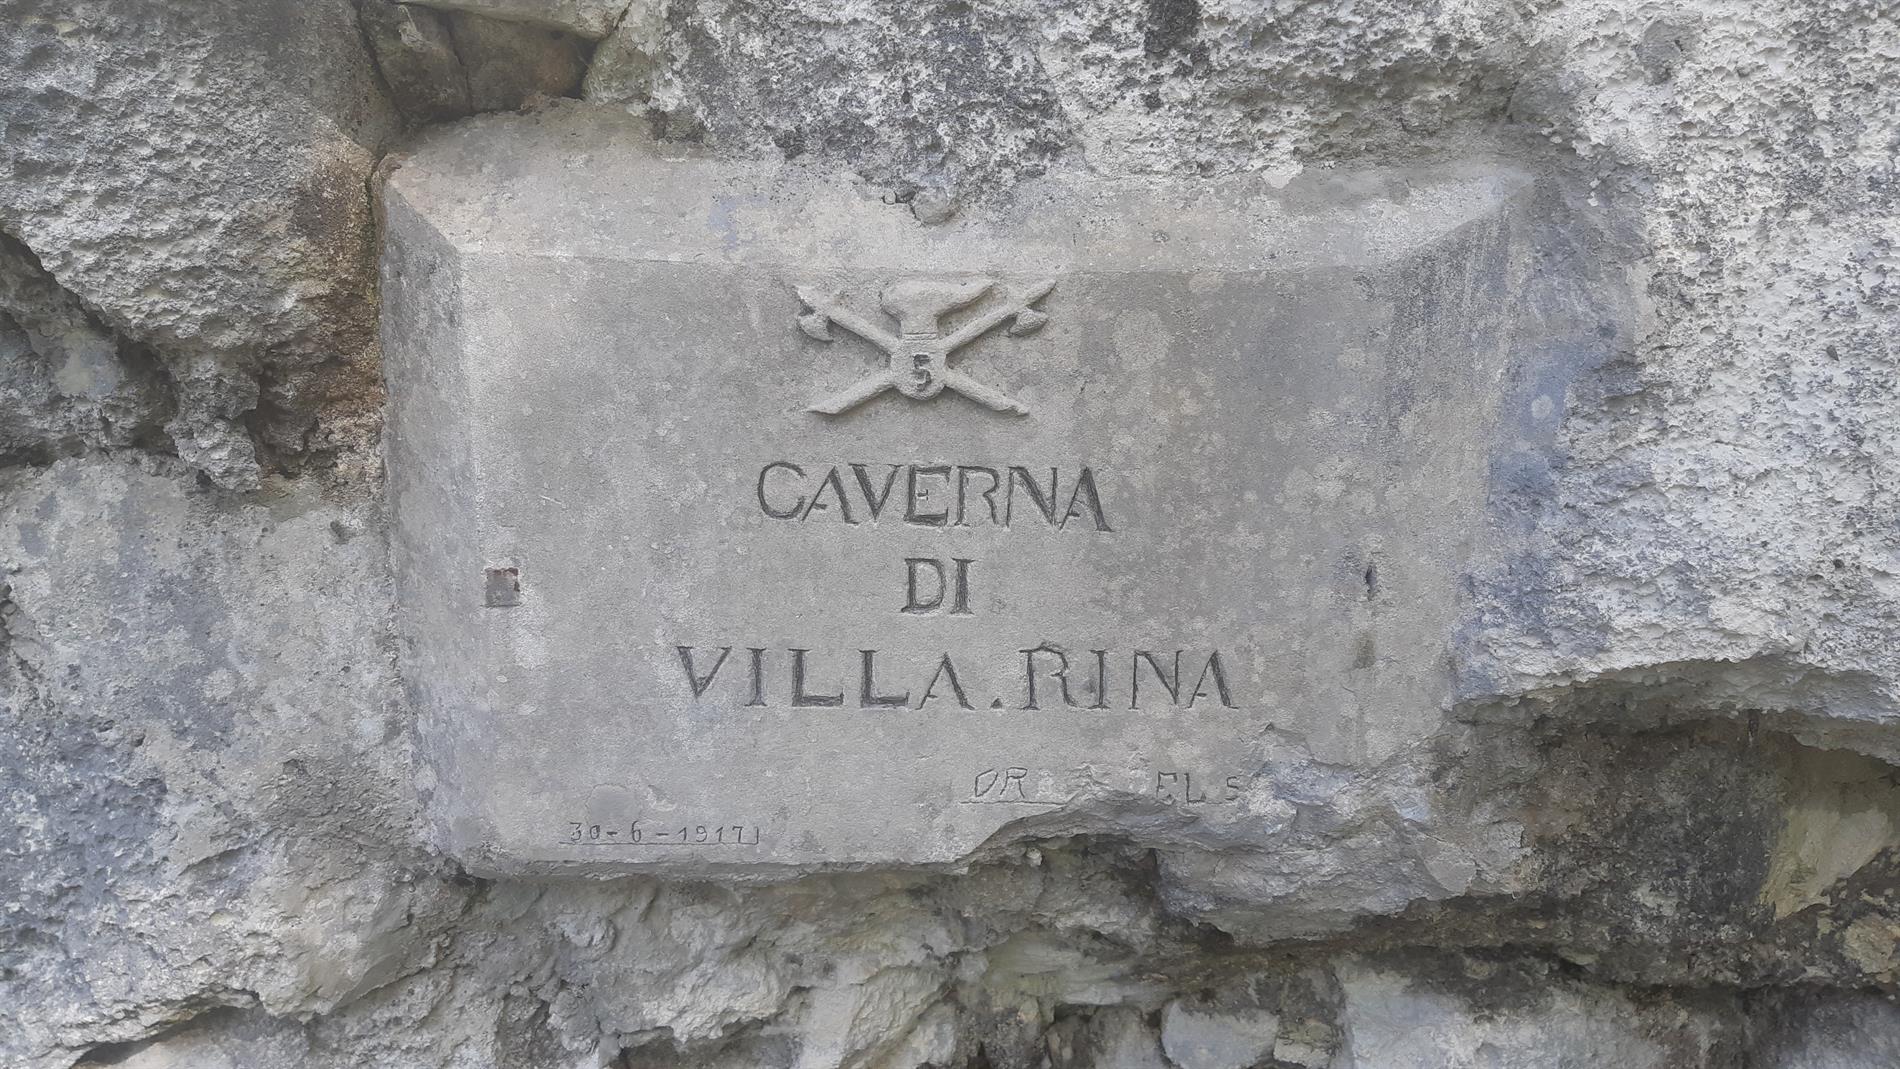 5
CAVERNA
DI
VILLA.RINA
30-6-1917